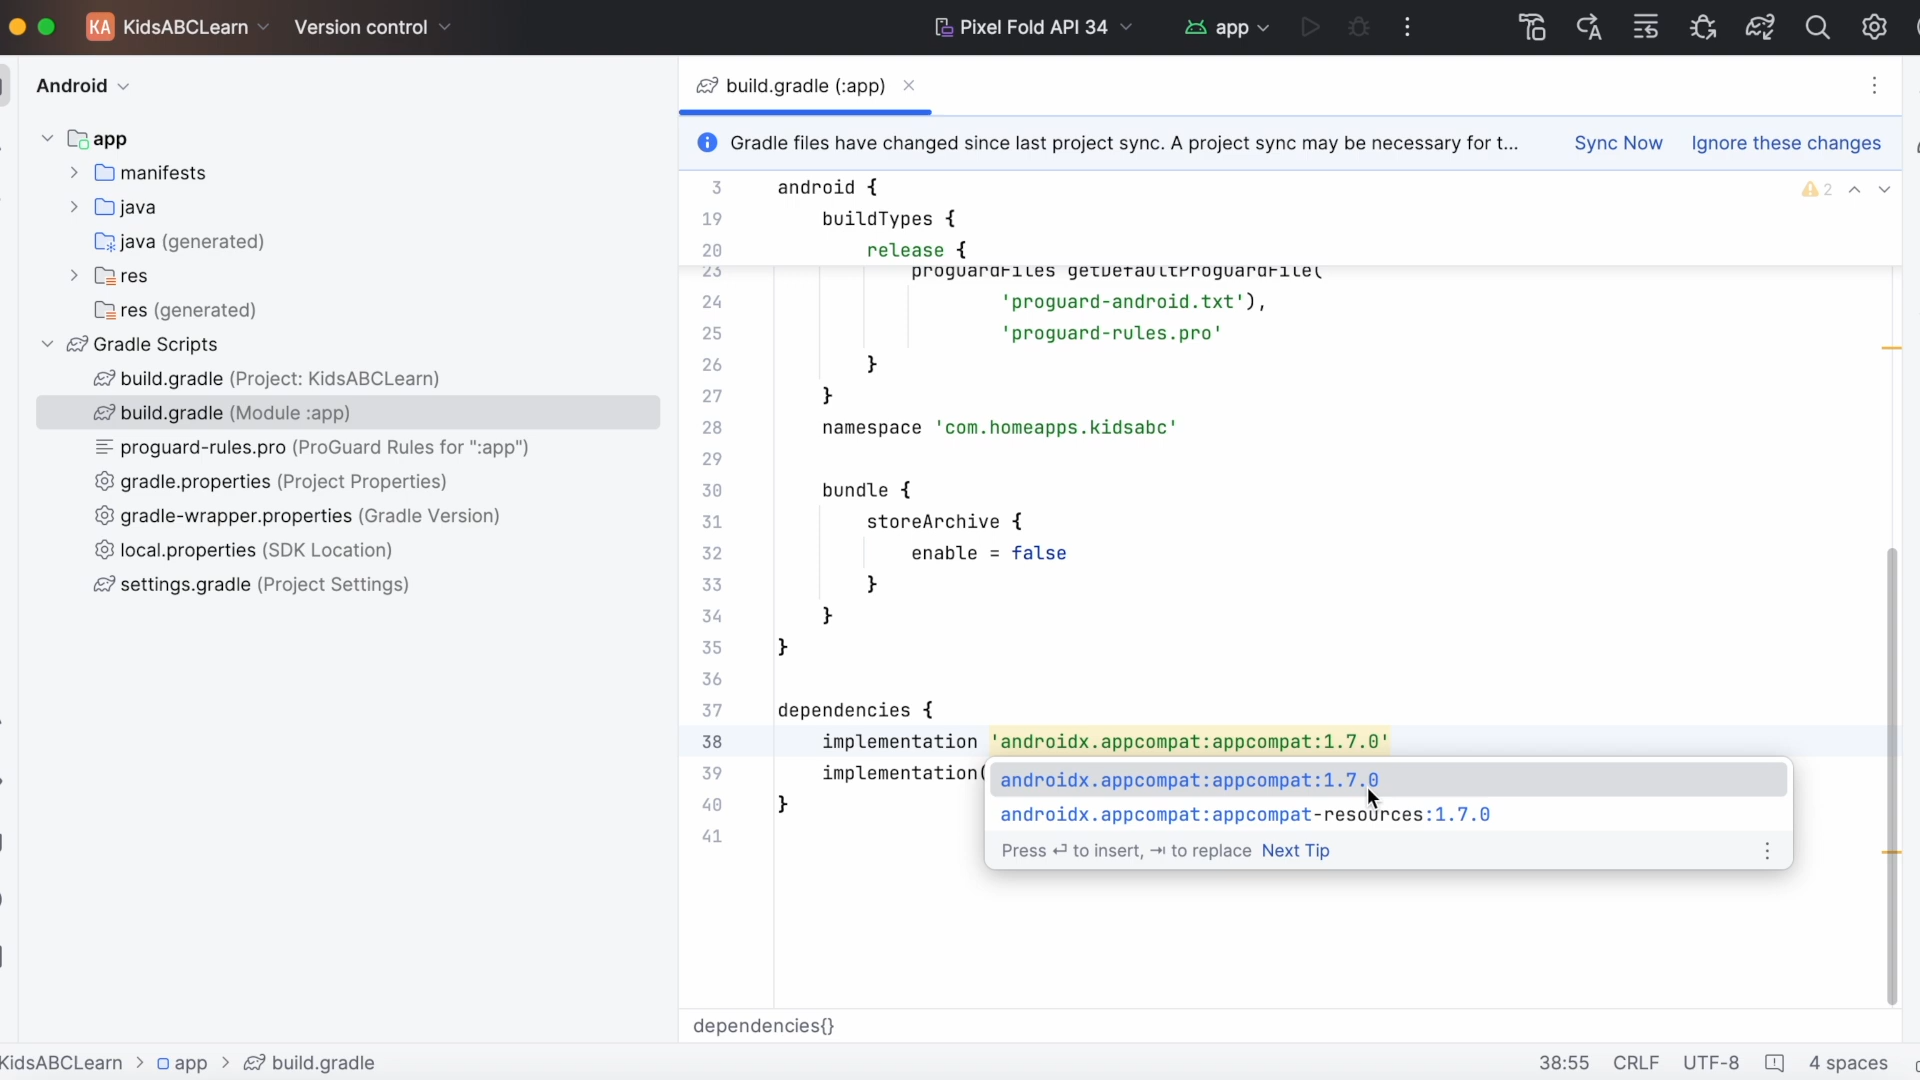 KA KidsABCLearn Version control Pixel Fold API 34 app
Android
build.gradle (:app)
app
manifests
java
java (generated)
res
res (generated)
Gradle Scripts
build.gradle (Project: KidsABCLearn)
build.gradle (Module :app)
proguard-rules.pro (ProGuard Rules for ":app")
gradle.properties (Project Properties)
gradle-wrapper.properties (Gradle Version)
local.properties (SDK Location)
settings.gradle (Project Settings)
Gradle files have changed since last project sync. A project sync may be necessary for t... Sync Now Ignore these changes
3 android { 2
19 buildTypes {
20 release {
23 proguardFiles getDefaultProguardFile(
24 'proguard-android.txt'),
25 'proguard-rules.pro'
26 }
27 }
28 namespace 'com.homeapps.kidsabc'
29
30 bundle {
31 storeArchive {
32 enable = false
33 }
34 }
35 }
36
37 dependencies {
38 implementation 'androidx.appcompat:appcompat:1.7.0'
39 implementation(
40 }
41
androidx.appcompat:appcompat:1.7.0
androidx.appcompat:appcompat-resources:1.7.0
Press ⏎ to insert, ⇥ to replace Next Tip
dependencies{}
KidsABCLearn > app > build.gradle 38:55 CRLF UTF-8 4 spaces